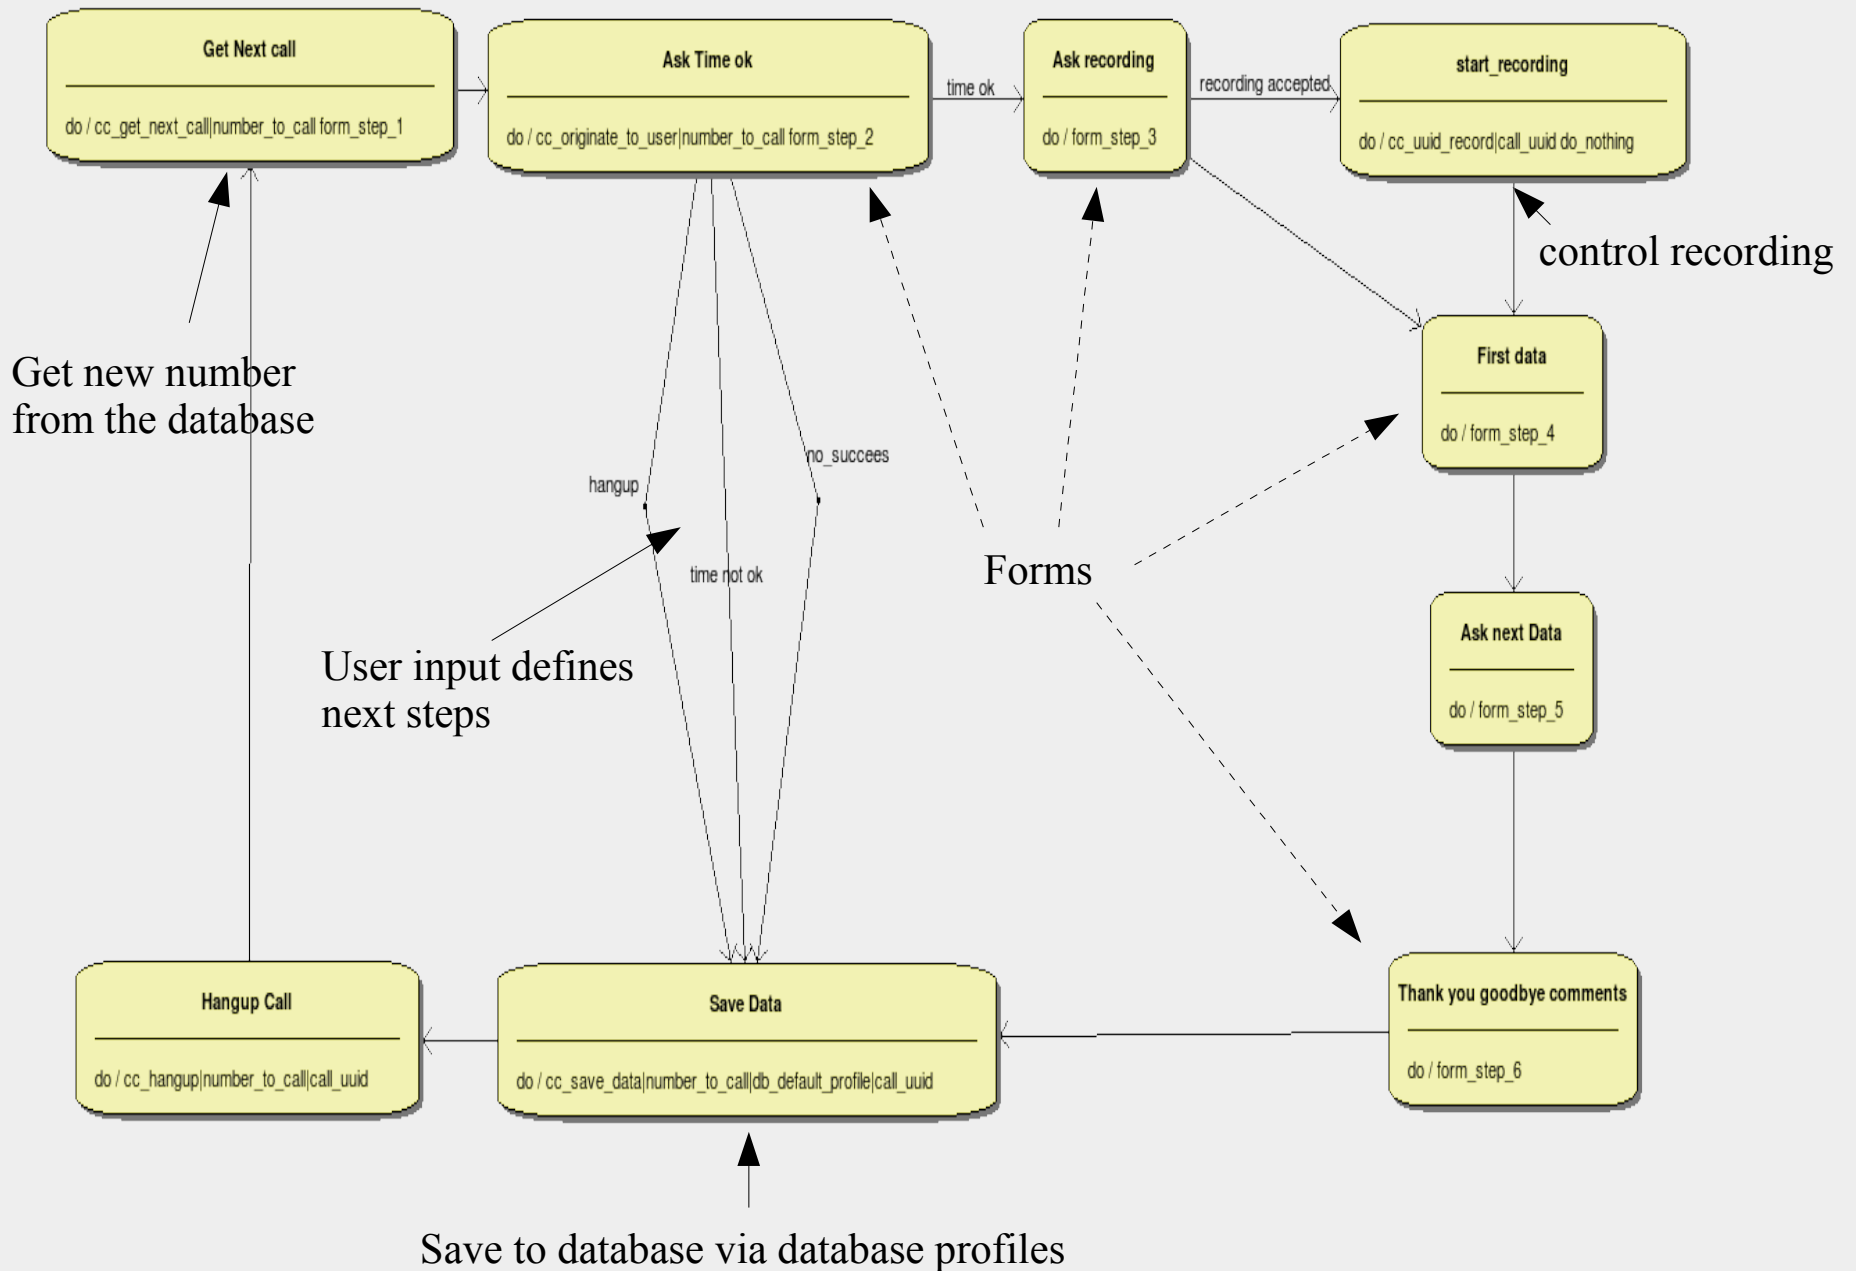 Get Next call
do / cc_get_next_call|number_to_call form_step_1
Ask Time ok
do / cc_originate_to_user|number_to_call form_step_2
time ok
Ask recording
do / form_step_3
recording accepted
start_recording
do / cc_uuid_record|call_uuid do_nothing
control recording
Get new number
from the database
First data
do / form_step_4
no_succees
hangup
time not ok
Forms
User input defines
next steps
Ask next Data
do / form_step_5
Hangup Call
do / cc_hangup|number_to_call|call_uuid
Save Data
do / cc_save_data|number_to_call|db_default_profile|call_uuid
Thank you goodbye comments
do / form_step_6
Save to database via database profiles